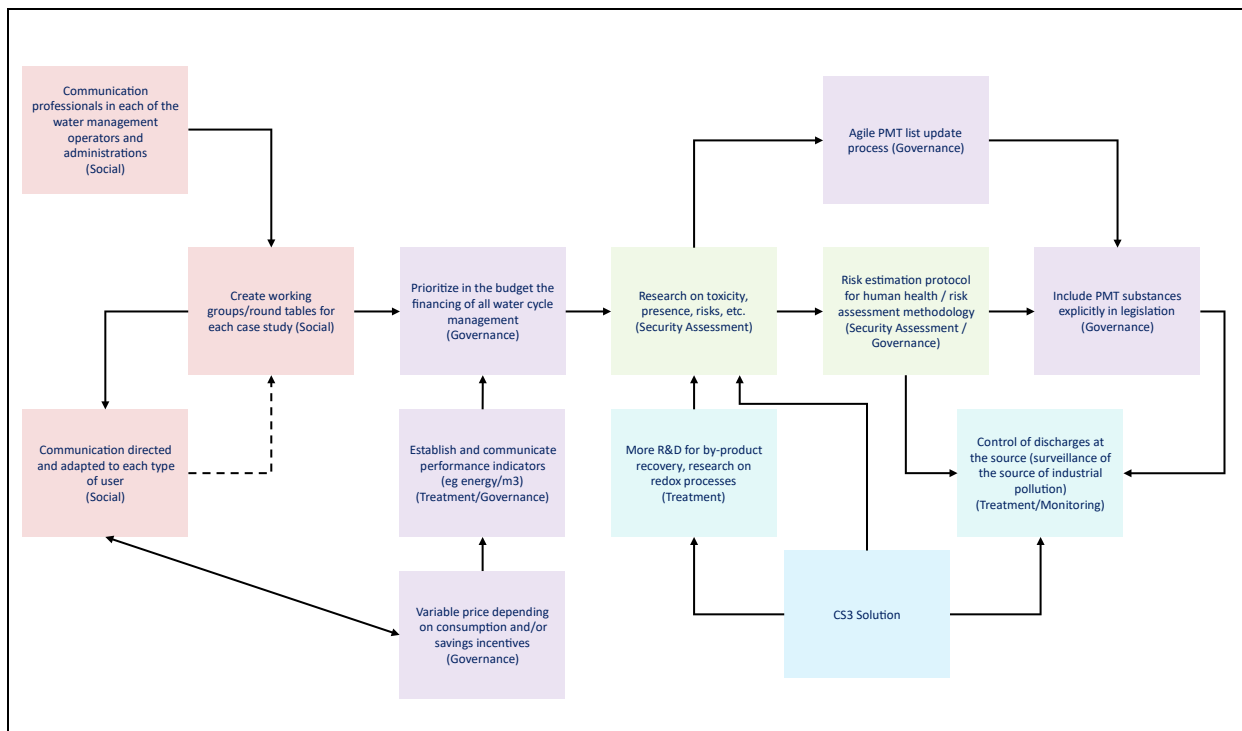 Communication
professionals in each of the
water management
operators and
administrations
(Social)
Agile PMT list update
process (Governance)
Create working
groups/round tables for
each case study (Social)
Prioritize in the budget the
financing of all water cycle
management
(Governance)
Research on toxicity,
presence, risks, etc.
(Security Assessment)
Risk estimation protocol
for human health / risk
assessment methodology
(Security Assessment /
Governance)
Include PMT substances
explicitly in legislation
(Governance)
Communication directed
and adapted to each type
of user
(Social)
Establish and communicate
performance indicators
(eg energy/m3)
(Treatment/Governance)
More R&D for by-product
recovery, research on
redox processes
(Treatment)
Control of discharges at
the source (surveillance of
the source of industrial
pollution)
(Treatment/Monitoring)
Variable price depending
on consumption and/or
savings incentives
(Governance)
CS3 Solution